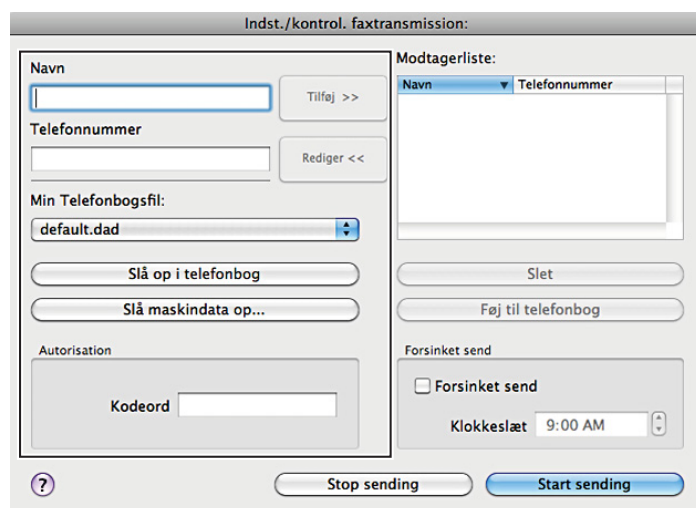 Indst./kontrol. faxtransmission:
Navn
Tilføj >>
Telefonnummer
Rediger <<
Min Telefonbogsfil:
default.dad
Slå op i telefonbog
Slå maskindata op...
Autorisation
Kodeord
Modtagerliste:
Navn Telefonnummer
Slet
Føj til telefonbog
Forsinket send
Forsinket send
Klokkeslæt 9:00 AM
?
Stop sending
Start sending